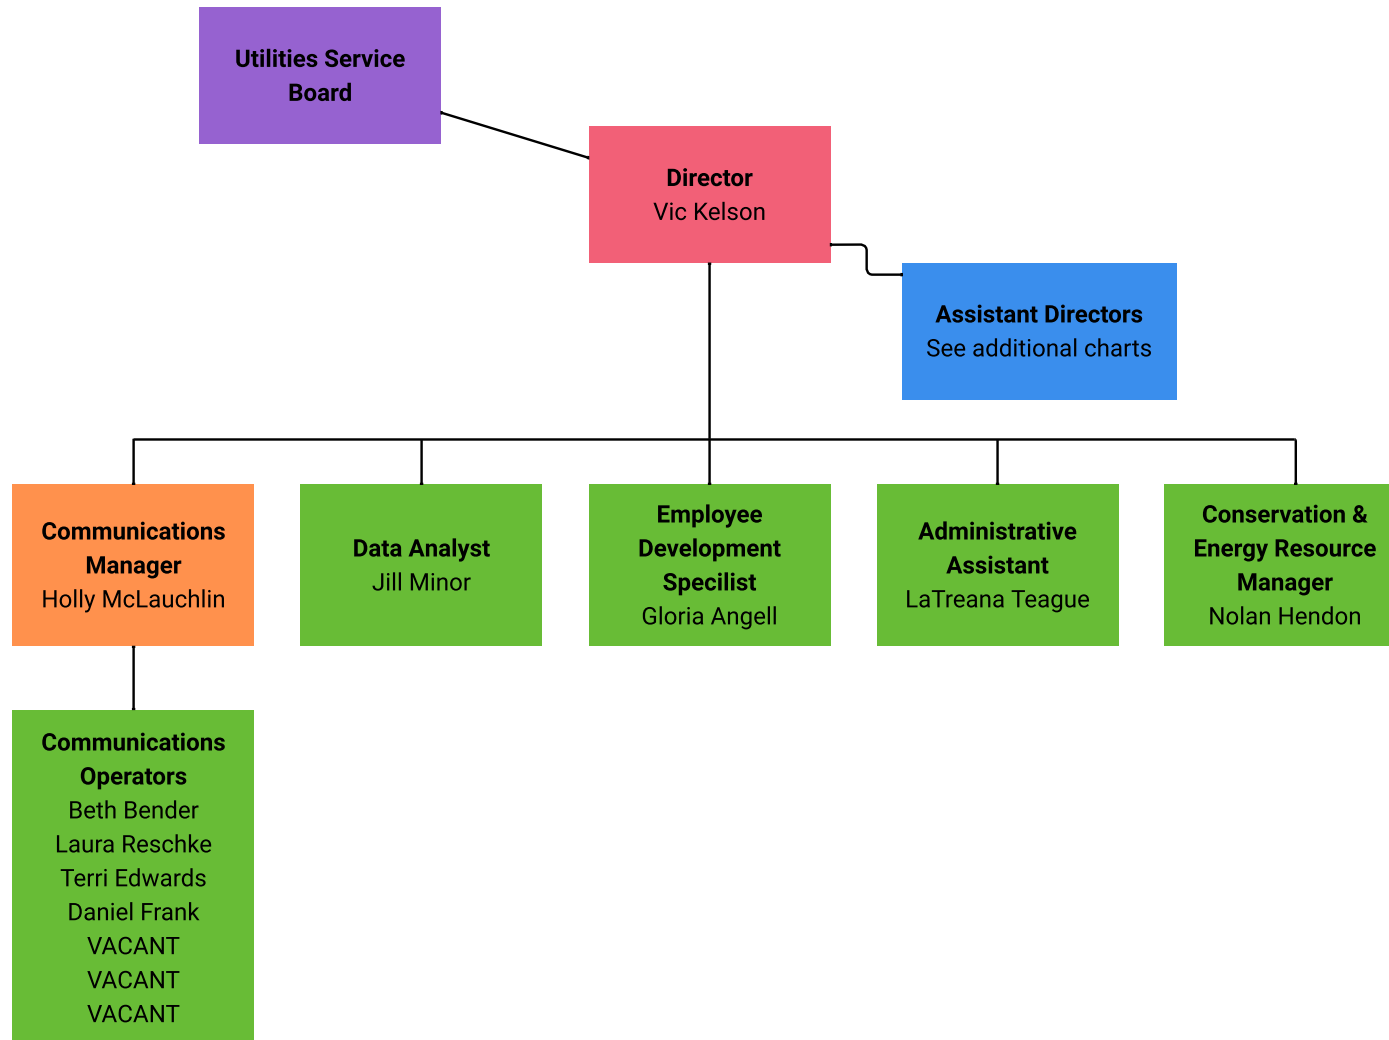 Utilities Service
Board
Director
Vic Kelson
Assistant Directors
See additional charts
Communications
Manager
Holly McLauchlin
Data Analyst
Jill Minor
Employee
Development
Specilist
Gloria Angell
Administrative
Assistant
LaTreana Teague
Conservation &
Energy Resource
Manager
Nolan Hendon
Communications
Operators
Beth Bender
Laura Reschke
Terri Edwards
Daniel Frank
VACANT
VACANT
VACANT